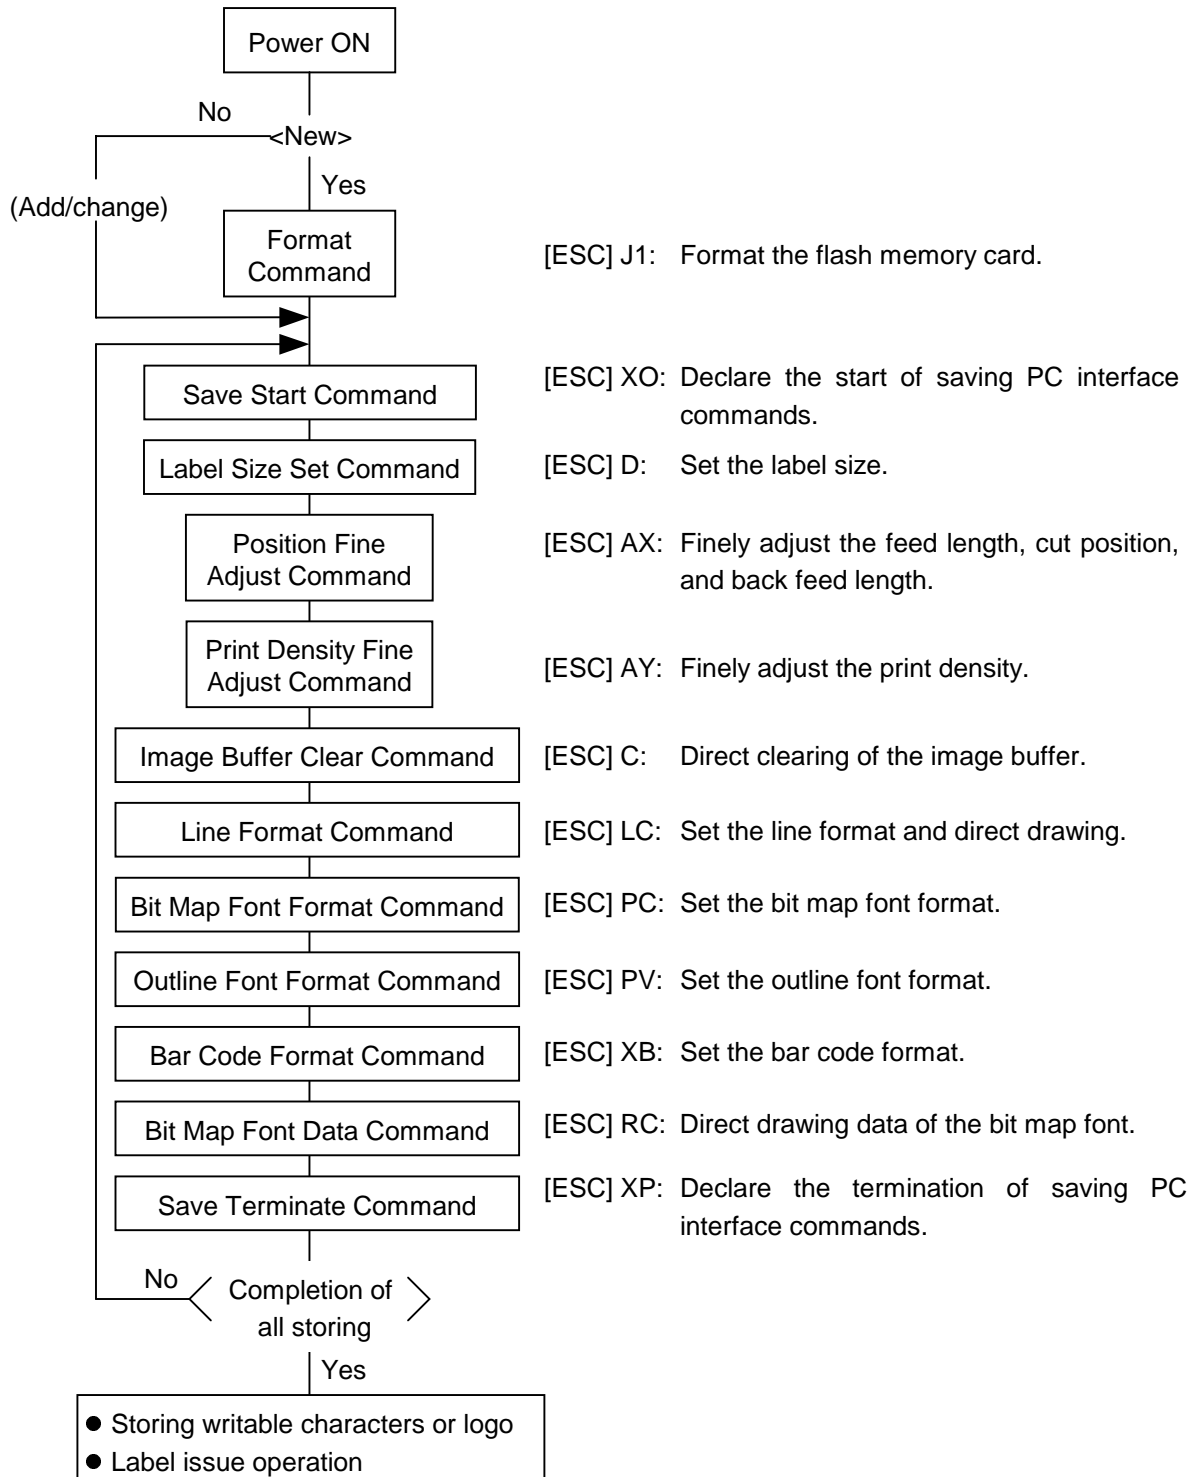 Power ON
No
<New>
Yes
(Add/change)
Format
Command
[ESC] J1: Format the flash memory card.
Save Start Command
[ESC] XO: Declare the start of saving PC interface
commands.
Label Size Set Command
[ESC] D: Set the label size.
Position Fine
Adjust Command
[ESC] AX: Finely adjust the feed length, cut position,
and back feed length.
Print Density Fine
Adjust Command
[ESC] AY: Finely adjust the print density.
Image Buffer Clear Command
[ESC] C: Direct clearing of the image buffer.
Line Format Command
[ESC] LC: Set the line format and direct drawing.
Bit Map Font Format Command
[ESC] PC: Set the bit map font format.
Outline Font Format Command
[ESC] PV: Set the outline font format.
Bar Code Format Command
[ESC] XB: Set the bar code format.
Bit Map Font Data Command
[ESC] RC: Direct drawing data of the bit map font.
Save Terminate Command
[ESC] XP: Declare the termination of saving PC
interface commands.
No
Completion of
all storing
Yes
● Storing writable characters or logo
● Label issue operation